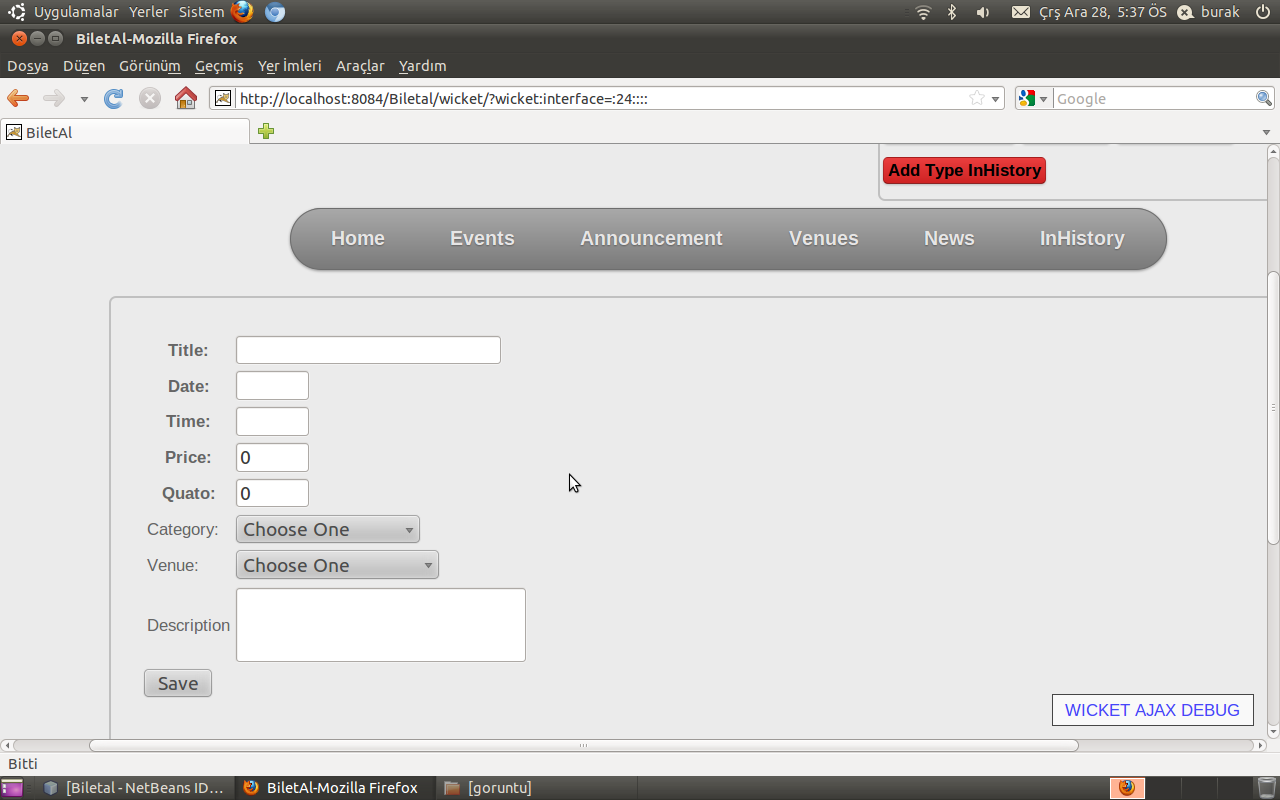 Uygulamalar Yerler Sistem Çrş Ara 28, 5:37 ÖS burak
BiletAl-Mozilla Firefox
Dosya Düzen Görünüm Geçmiş Yer İmleri Araçlar Yardım
http://localhost:8084/Biletal/wicket/?wicket:interface=:24:::: Google
BiletAl
Add Type InHistory
Home Events Announcement Venues News InHistory
Title:
Date:
Time:
Price: 0
Quato: 0
Category: Choose One
Venue: Choose One
Description
Save
WICKET AJAX DEBUG
Bitti
[Biletal - NetBeans ID... BiletAl-Mozilla Firefox [goruntu]